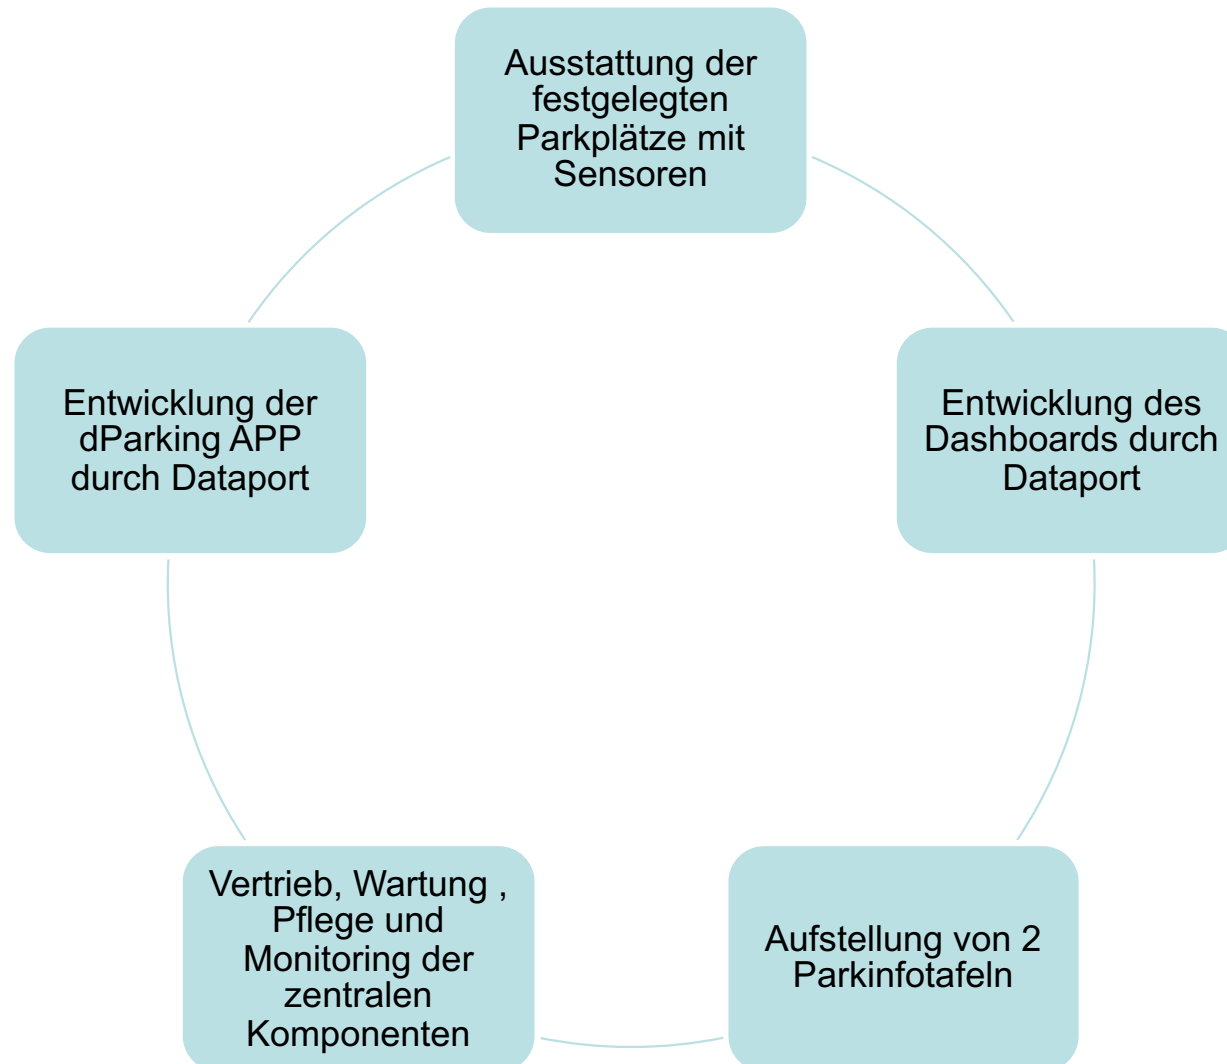 Ausstattung der
festgelegten
Parkplätze mit
Sensoren
Entwicklung der
dParking APP
durch Dataport
Entwicklung des
Dashboards durch
Dataport
Vertrieb, Wartung ,
Pflege und
Monitoring der
zentralen
Komponenten
Aufstellung von 2
Parkinfotafeln